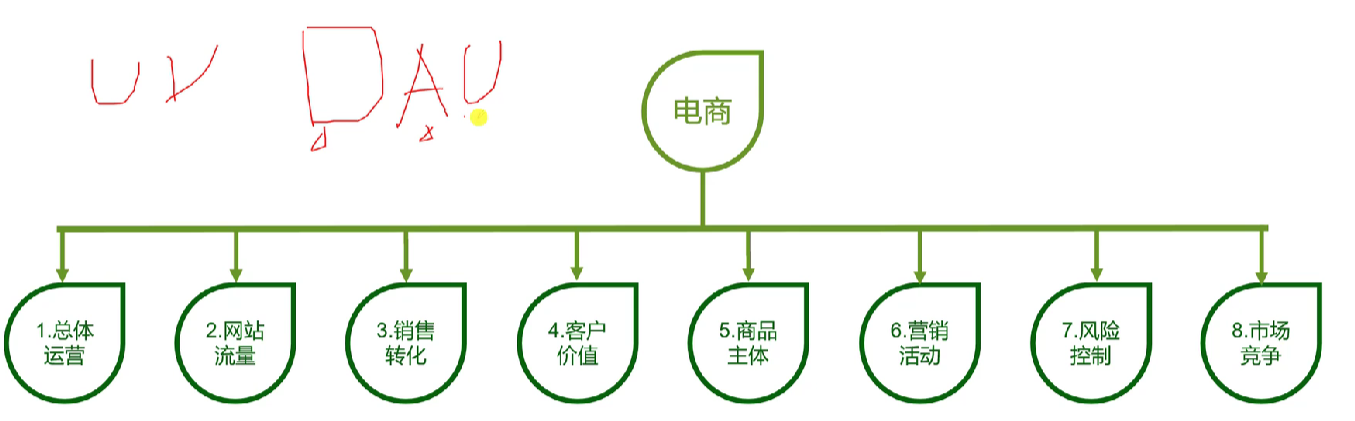 UV DAU
电商
1.总体
运营
2.网站
流量
3.销售
转化
4.客户
价值
5.商品
主体
6.营销
活动
7.风险
控制
8.市场
竞争